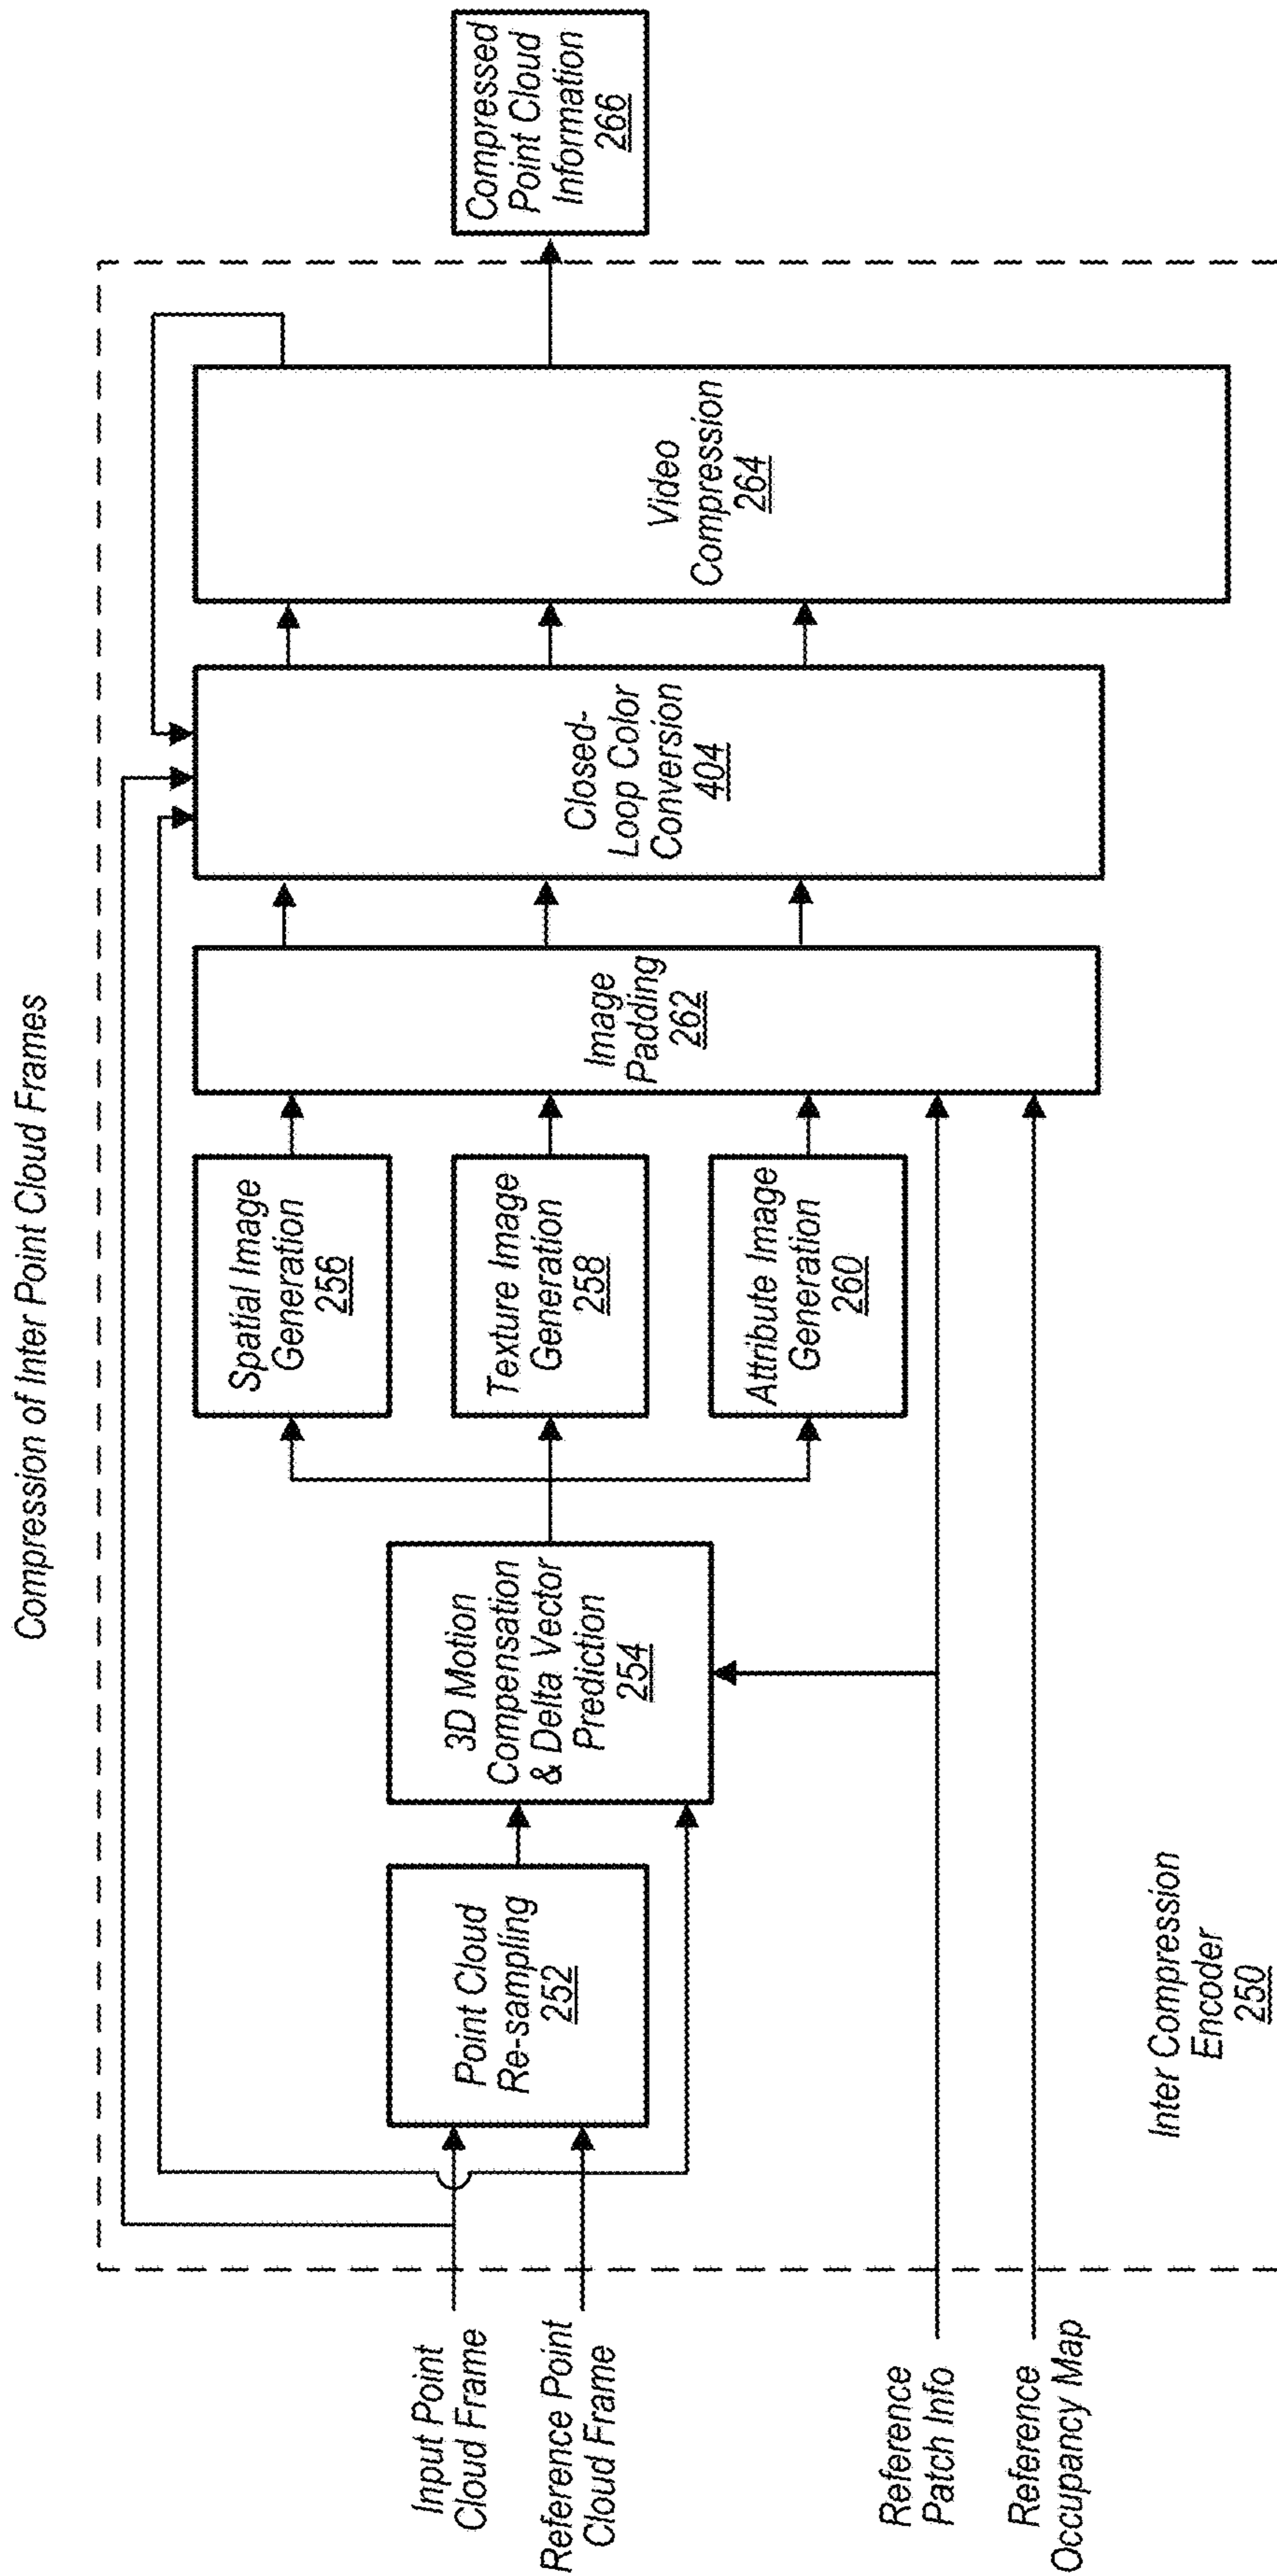 Compression of Inter Point Cloud Frames
Input Point
Cloud Frame
Reference Point
Cloud Frame
Reference
Patch Info
Reference
Occupancy Map
Point Cloud
Re-sampling
252
3D Motion
Compensation
& Delta Vector
Prediction
254
Spatial Image
Generation
256
Texture Image
Generation
258
Attribute Image
Generation
260
Image
Padding
262
Closed-
Loop Color
Conversion
404
Video
Compression
264
Compressed
Point Cloud
Information
266
Inter Compression
Encoder
250